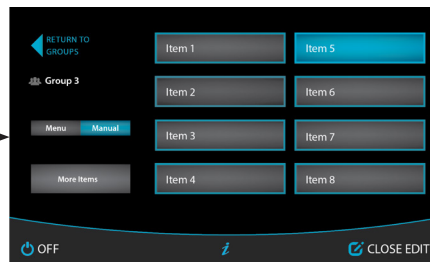 RETURN TO
GROUPS
Group 3
Menu Manual
More Items
Item 1
Item 2
Item 3
Item 4
Item 5
Item 6
Item 7
Item 8
OFF
i
CLOSE EDIT